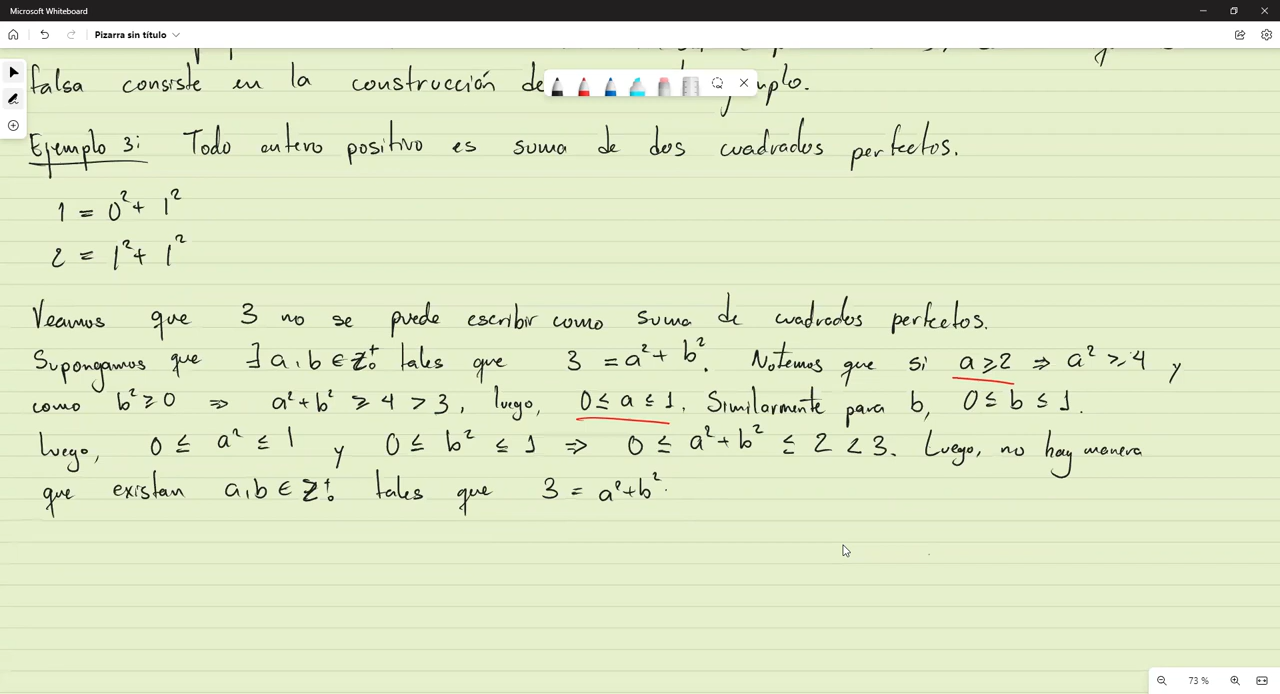 Microsoft Whiteboard
Pizarra sin título
falsa consiste en la construcción de mplo.
Ejemplo 3: Todo entero positivo es suma de dos cuadrados perfectos.
1 = 0² + 1²
2 = 1² + 1²
Veamos que 3 no se puede escribir como suma de cuadrados perfectos.
Supongamos que ∃ a, b ∈ ℤ₀⁺ tales que 3 = a² + b². Notemos que si a ≥ 2 ⇒ a² ≥ 4 y
como b² ≥ 0 ⇒ a² + b² ≥ 4 > 3, luego, 0 ≤ a ≤ 1. Similarmente para b, 0 ≤ b ≤ 1.
Luego, 0 ≤ a² ≤ 1 y 0 ≤ b² ≤ 1 ⇒ 0 ≤ a² + b² ≤ 2 < 3. Luego, no hay manera
que existan a, b ∈ ℤ₀⁺ tales que 3 = a² + b².
73 %